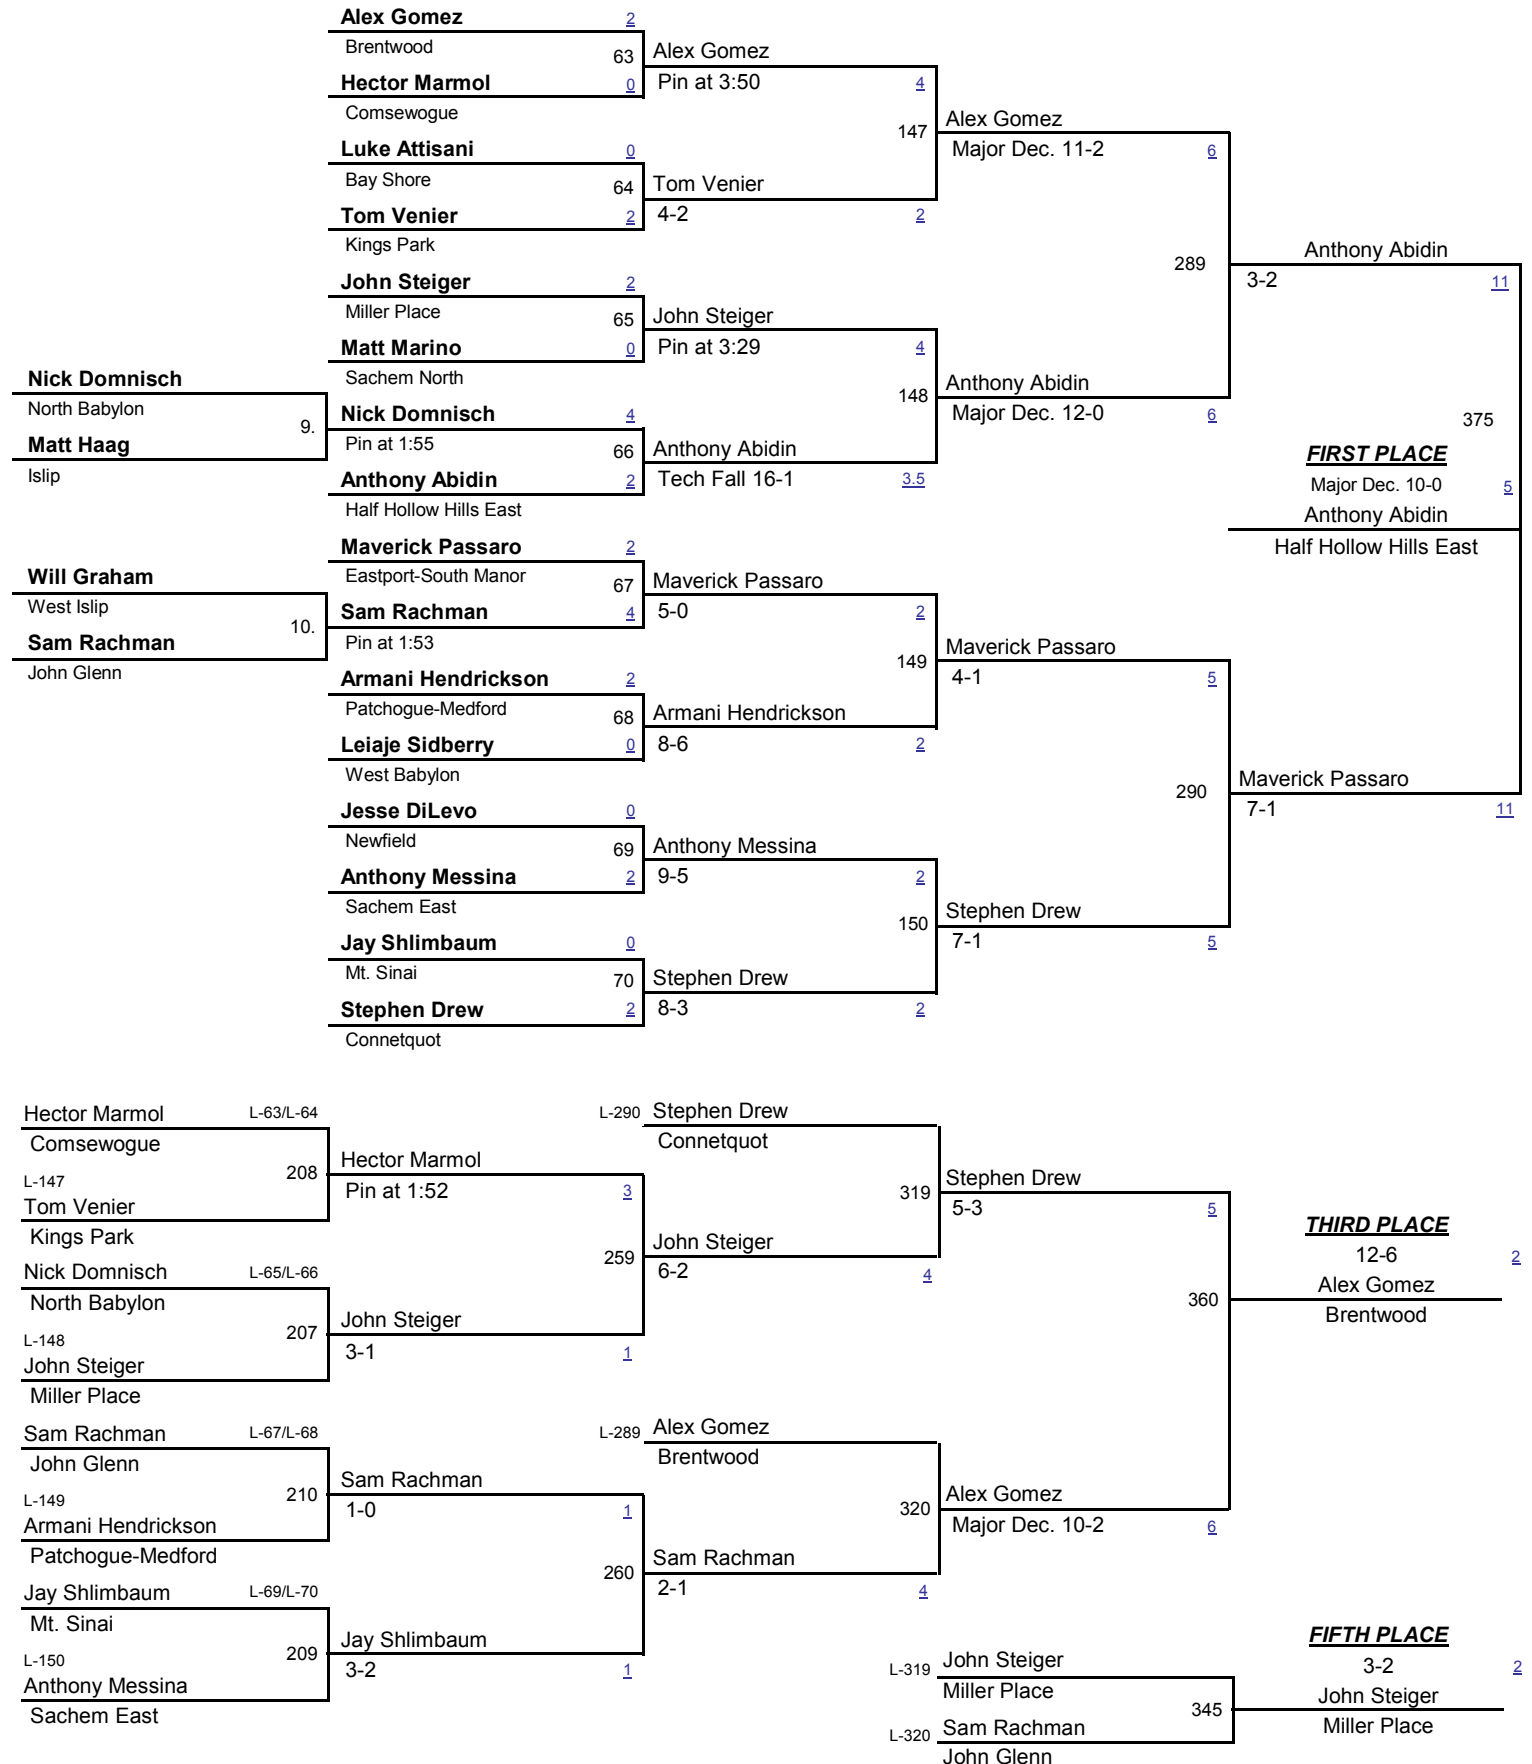 Alex Gomez 2
Brentwood
63 Alex Gomez
Hector Marmol 0 Pin at 3:50 4
Comsewogue
147 Alex Gomez
Luke Attisani 0 Major Dec. 11-2 6
Bay Shore
64 Tom Venier
Tom Venier 2 4-2 2
Kings Park
289 Anthony Abidin
John Steiger 2 3-2 11
Miller Place
65 John Steiger
Matt Marino 0 Pin at 3:29 4
Nick Domnisch Sachem North
148 Anthony Abidin
North Babylon 9. Nick Domnisch 4 Major Dec. 12-0 6 375
Matt Haag Pin at 1:55 66 Anthony Abidin FIRST PLACE
Islip Anthony Abidin 2 Tech Fall 16-1 3.5 Major Dec. 10-0 5
Half Hollow Hills East Anthony Abidin
Maverick Passaro 2 Half Hollow Hills East
Will Graham Eastport-South Manor 67 Maverick Passaro
West Islip 10. Sam Rachman 4 5-0 2
Sam Rachman Pin at 1:53 149 Maverick Passaro
John Glenn Armani Hendrickson 2 4-1 5
Patchogue-Medford 68 Armani Hendrickson
Leiaje Sidberry 0 8-6 2
West Babylon 290 Maverick Passaro
Jesse DiLevo 0 7-1 11
Newfield 69 Anthony Messina
Anthony Messina 2 9-5 2
Sachem East 150 Stephen Drew
Jay Shlimbaum 0 7-1 5
Mt. Sinai 70 Stephen Drew
Stephen Drew 2 8-3 2
Connetquot
Hector Marmol L-63/L-64 L-290 Stephen Drew
Comsewogue Connetquot
208 Hector Marmol
L-147 Pin at 1:52 3 319 Stephen Drew
Tom Venier 5-3 5
Kings Park THIRD PLACE
259 John Steiger 12-6 2
Nick Domnisch L-65/L-66 6-2 4 Alex Gomez
North Babylon 360 Brentwood
207 John Steiger
L-148 3-1 1
John Steiger
Miller Place
Sam Rachman L-67/L-68 L-289 Alex Gomez
John Glenn Brentwood
210 Sam Rachman
L-149 1-0 1 320 Alex Gomez
Armani Hendrickson Major Dec. 10-2 6
Patchogue-Medford 260 Sam Rachman
Jay Shlimbaum L-69/L-70 2-1 4
Mt. Sinai
209 Jay Shlimbaum FIFTH PLACE
L-150 3-2 1 L-319 John Steiger 3-2 2
Anthony Messina Miller Place 345 John Steiger
Sachem East L-320 Sam Rachman Miller Place
John Glenn